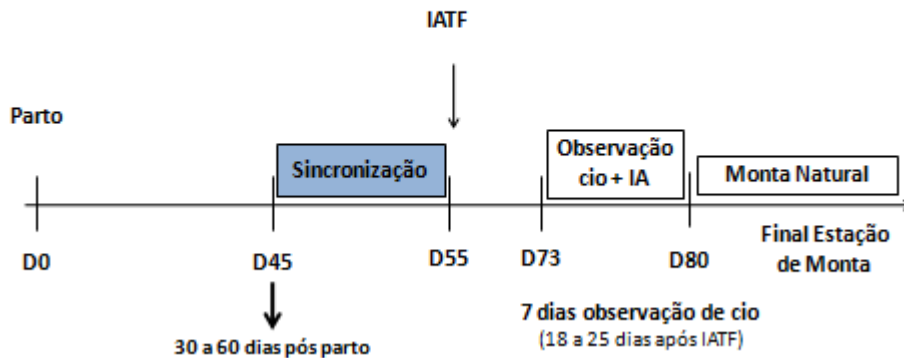 IATF
Parto
Sincronização
Observação
cio + IA
Monta Natural
D0
D45
D55
D73
D80
Final Estação
de Monta
30 a 60 dias pós parto
7 dias observação de cio
(18 a 25 dias após IATF)